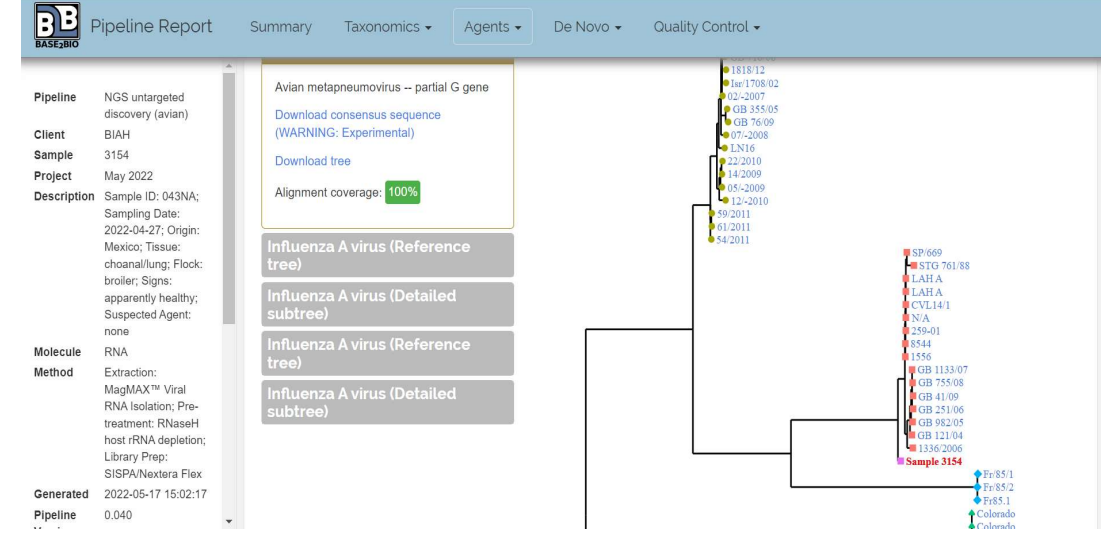 BB
BASE2BIO
Pipeline Report
Summary
Taxonomics
Agents
De Novo
Quality Control
Pipeline NGS untargeted
discovery (avian)
Client BIAH
Sample 3154
Project May 2022
Description Sample ID: 043NA;
Sampling Date:
2022-04-27; Origin:
Mexico; Tissue:
choanal/lung; Flock:
broiler; Signs:
apparently healthy;
Suspected Agent:
none
Molecule RNA
Method Extraction:
MagMAX™ Viral
RNA Isolation; Pre-
treatment: RNaseH
host rRNA depletion;
Library Prep:
SISPA/Nextera Flex
Generated 2022-05-17 15:02:17
Pipeline 0.040
Avian metapneumovirus -- partial G gene
Download consensus sequence
(WARNING: Experimental)
Download tree
Alignment coverage: 100%
Influenza A virus (Reference
tree)
Influenza A virus (Detailed
subtree)
Influenza A virus (Reference
tree)
Influenza A virus (Detailed
subtree)
1818/12
Isr/1708/02
02/-2007
GB 355/05
GB 76/09
07/-2008
LN16
22/2010
14/2009
05/-2009
12/-2010
59/2011
61/2011
54/2011
SP/669
STG 761/88
LAH A
LAH A
CVL14/1
N/A
259-01
8544
1556
GB 1133/07
GB 755/08
GB 41/09
GB 251/06
GB 982/05
GB 121/04
1336/2006
Sample 3154
Fr/85/1
Fr/85/2
Fr85.1
Colorado
Colorado